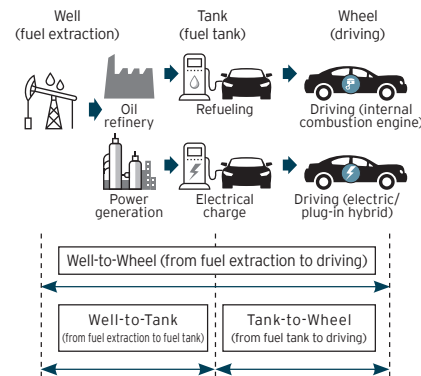 Well
(fuel extraction)
Tank
(fuel tank)
Wheel
(driving)
Oil
refinery
Refueling
Driving (internal
combustion engine)
Power
generation
Electrical
charge
Driving (electric/
plug-in hybrid)
Well-to-Wheel (from fuel extraction to driving)
Well-to-Tank
(from fuel extraction to fuel tank)
Tank-to-Wheel
(from fuel tank to driving)